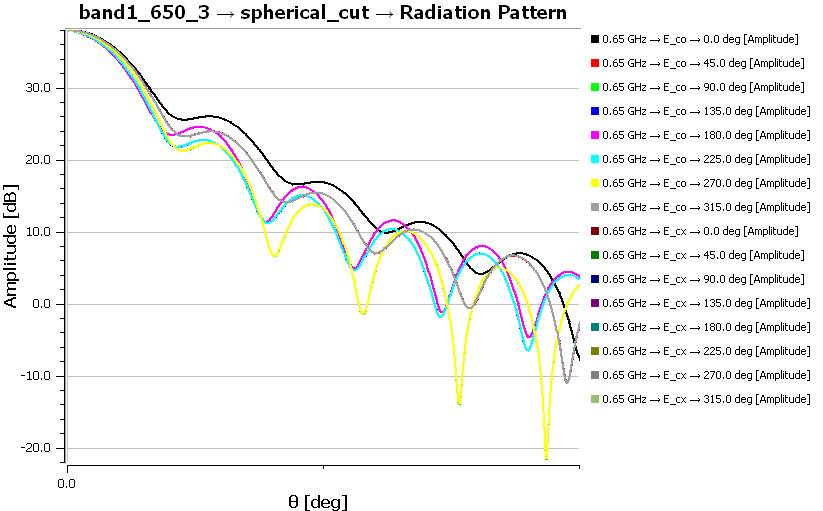 band1_650_3 → spherical_cut → Radiation Pattern
Amplitude [dB]
30.0
20.0
10.0
0.0
-10.0
-20.0
0.0
θ [deg]
0.65 GHz → E_co → 0.0 deg [Amplitude]
0.65 GHz → E_co → 45.0 deg [Amplitude]
0.65 GHz → E_co → 90.0 deg [Amplitude]
0.65 GHz → E_co → 135.0 deg [Amplitude]
0.65 GHz → E_co → 180.0 deg [Amplitude]
0.65 GHz → E_co → 225.0 deg [Amplitude]
0.65 GHz → E_co → 270.0 deg [Amplitude]
0.65 GHz → E_co → 315.0 deg [Amplitude]
0.65 GHz → E_cx → 0.0 deg [Amplitude]
0.65 GHz → E_cx → 45.0 deg [Amplitude]
0.65 GHz → E_cx → 90.0 deg [Amplitude]
0.65 GHz → E_cx → 135.0 deg [Amplitude]
0.65 GHz → E_cx → 180.0 deg [Amplitude]
0.65 GHz → E_cx → 225.0 deg [Amplitude]
0.65 GHz → E_cx → 270.0 deg [Amplitude]
0.65 GHz → E_cx → 315.0 deg [Amplitude]